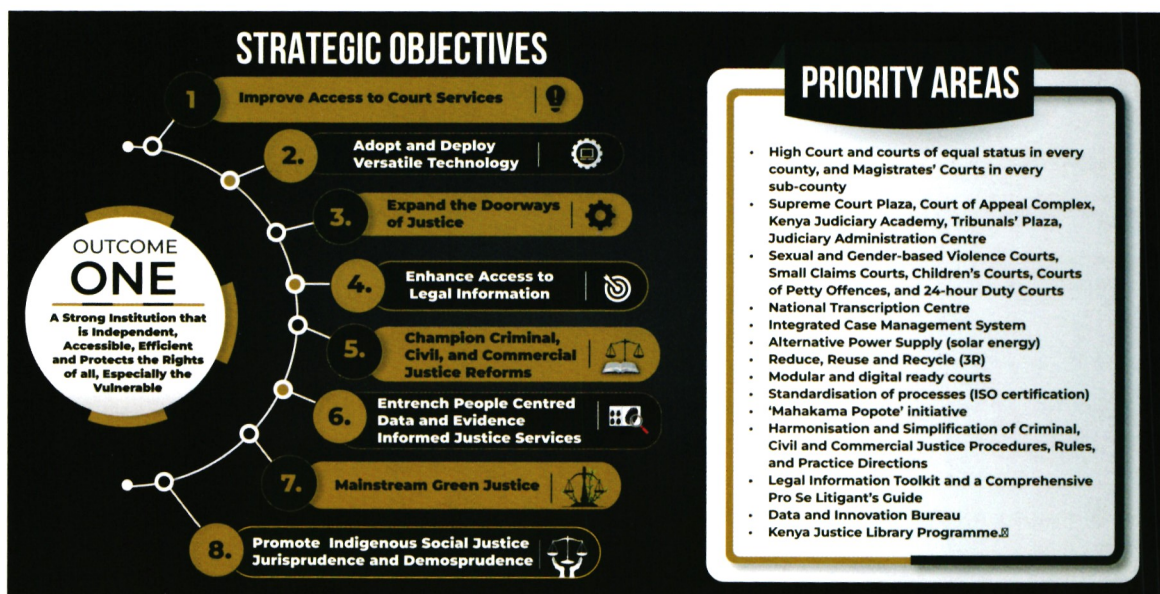 STRATEGIC OBJECTIVES
1
Improve Access to Court Services
2.
Adopt and Deploy
Versatile Technology
3.
Expand the Doorways
of Justice
4.
Enhance Access to
Legal Information
5.
Champion Criminal,
Civil, and Commercial
Justice Reforms
6.
Entrench People Centred
Data and Evidence
Informed Justice Services
7.
Mainstream Green Justice
8.
Promote Indigenous Social Justice
Jurisprudence and Demosprudence
OUTCOME
ONE
A Strong Institution that
is Independent,
Accessible, Efficient
and Protects the Rights
of all, Especially the
Vulnerable
PRIORITY AREAS
• High Court and courts of equal status in every
county, and Magistrates' Courts in every
sub-county
• Supreme Court Plaza, Court of Appeal Complex,
Kenya Judiciary Academy, Tribunals' Plaza,
Judiciary Administration Centre
• Sexual and Gender-based Violence Courts,
Small Claims Courts, Children's Courts, Courts
of Petty Offences, and 24-hour Duty Courts
• National Transcription Centre
• Integrated Case Management System
• Alternative Power Supply (solar energy)
• Reduce, Reuse and Recycle (3R)
• Modular and digital ready courts
• Standardisation of processes (ISO certification)
• 'Mahakama Popote' initiative
• Harmonisation and Simplification of Criminal,
Civil and Commercial Justice Procedures, Rules,
and Practice Directions
• Legal Information Toolkit and a Comprehensive
Pro Se Litigant's Guide
• Data and Innovation Bureau
• Kenya Justice Library Programme.